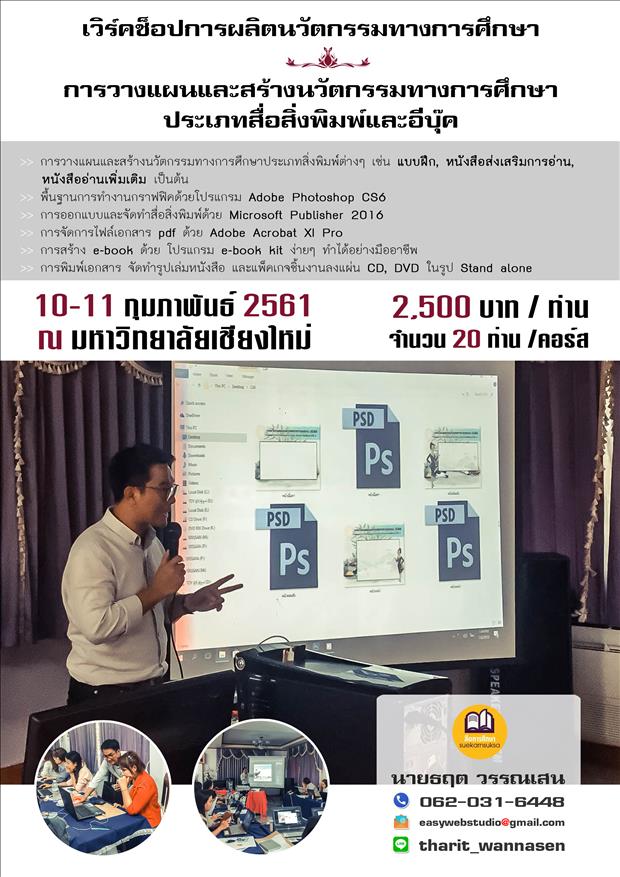 เวิร์คช็อปการผลิตนวัตกรรมทางการศึกษา
การวางแผนและสร้างนวัตกรรมทางการศึกษา
ประเภทสื่อสิ่งพิมพ์และอีบุ๊ค
>> การวางแผนและสร้างนวัตกรรมทางการศึกษาประเภทสิ่งพิมพ์ต่างๆ เช่น แบบฝึก, หนังสือส่งเสริมการอ่าน,
หนังสืออ่านเพิ่มเติม เป็นต้น
>> พื้นฐานการทำงานกราฟฟิคด้วยโปรแกรม Adobe Photoshop CS6
>> การออกแบบและจัดทำสื่อสิ่งพิมพ์ด้วย Microsoft Publisher 2016
>> การจัดการไฟล์เอกสาร pdf ด้วย Adobe Acrobat XI Pro
>> การสร้าง e-book ด้วย โปรแกรม e-book kit ง่ายๆ ทำได้อย่างมืออาชีพ
>> การพิมพ์เอกสาร จัดทำรูปเล่มหนังสือ และแพ็คเกจชิ้นงานลงแผ่น CD, DVD ในรูป Stand alone
10-11 กุมภาพันธ์ 2561
ณ มหาวิทยาลัยเชียงใหม่
2,500 บาท / ท่าน
จำนวน 20 ท่าน /คอร์ส
Quick access
OneDrive
This PC
Desktop
Documents
Downloads
Music
Pictures
Videos
PSD
Ps
PSD
Ps
PSD
Ps
SPEAKE
สื่อการศึกษา
suekarnsuksa
นายธฤต วรรณเสน
062-031-6448
easywebstudio@gmail.com
LINE
tharit_wannasen